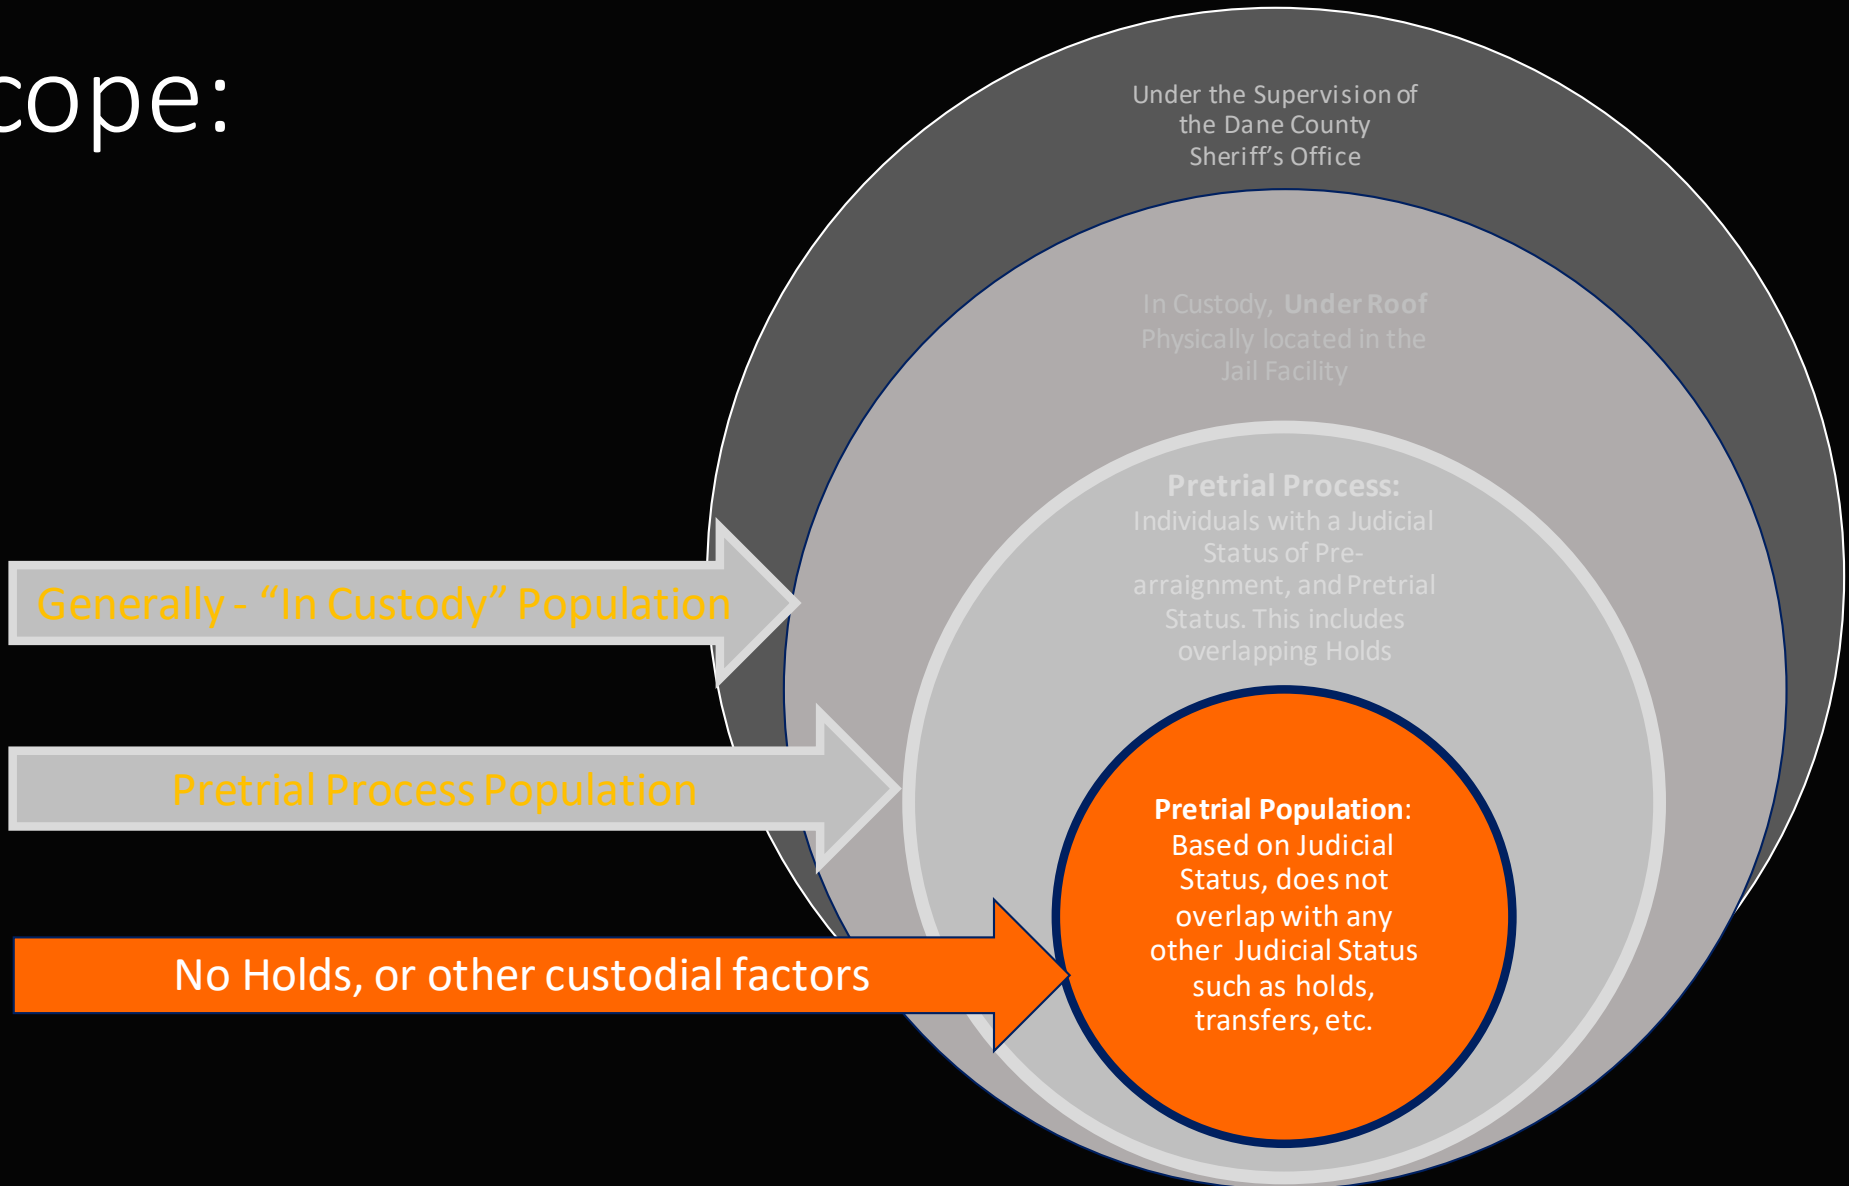 cope:
Under the Supervision of
the Dane County
Sheriff's Office
In Custody, Under Roof
Physically located in the
Jail Facility
Pretrial Process:
Individuals with a Judicial
Status of Pre-
arraignment, and Pretrial
Status. This includes
overlapping Holds
Generally - “In Custody” Population
Pretrial Process Population
Pretrial Population:
Based on Judicial
Status, does not
overlap with any
other Judicial Status
such as holds,
transfers, etc.
No Holds, or other custodial factors